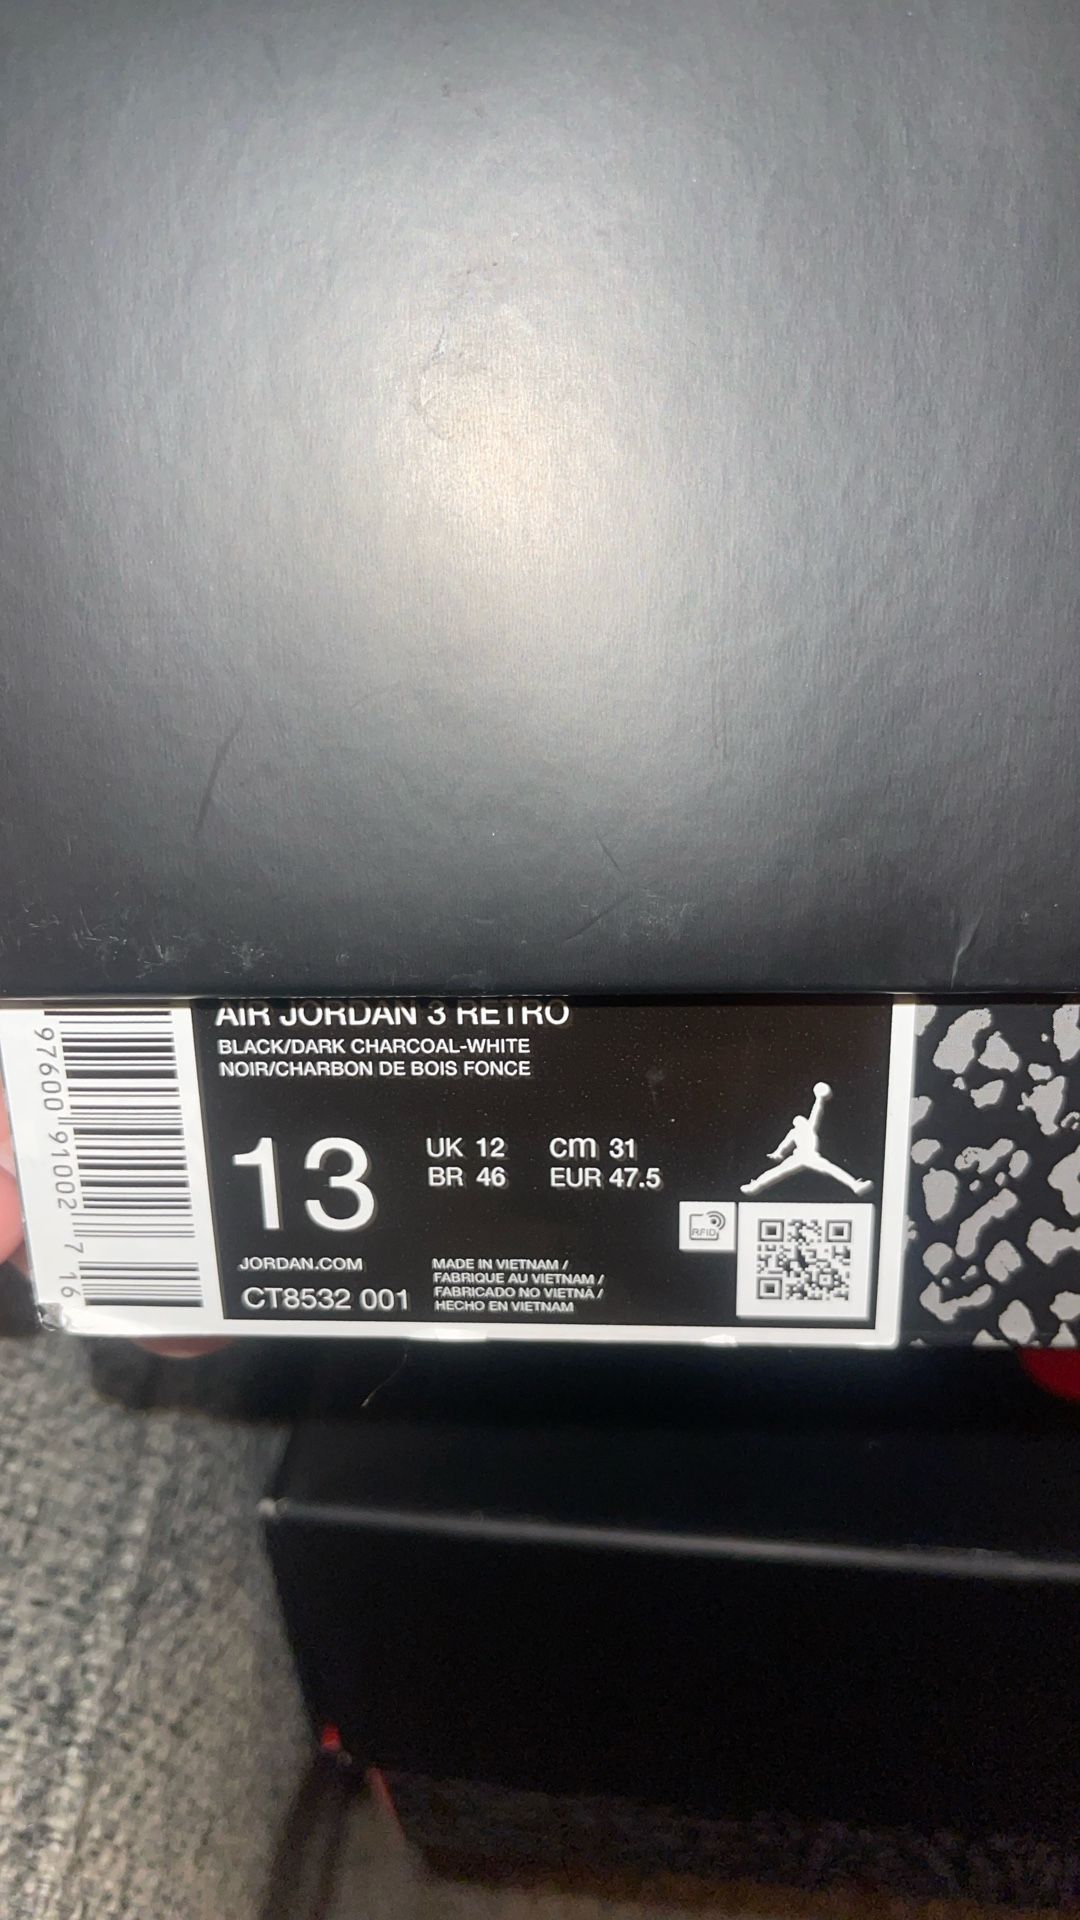 AIR JORDAN 3 RETRO
BLACK/DARK CHARCOAL-WHITE
NOIR/CHARBON DE BOIS FONCE
13
UK 12 cm 31
BR 46 EUR 47.5
RFID
JORDAN.COM
CT8532 001
MADE IN VIETNAM /
FABRIQUE AU VIETNAM /
FABRICADO NO VIETNÃ /
HECHO EN VIETNAM
97600 91002 7 16